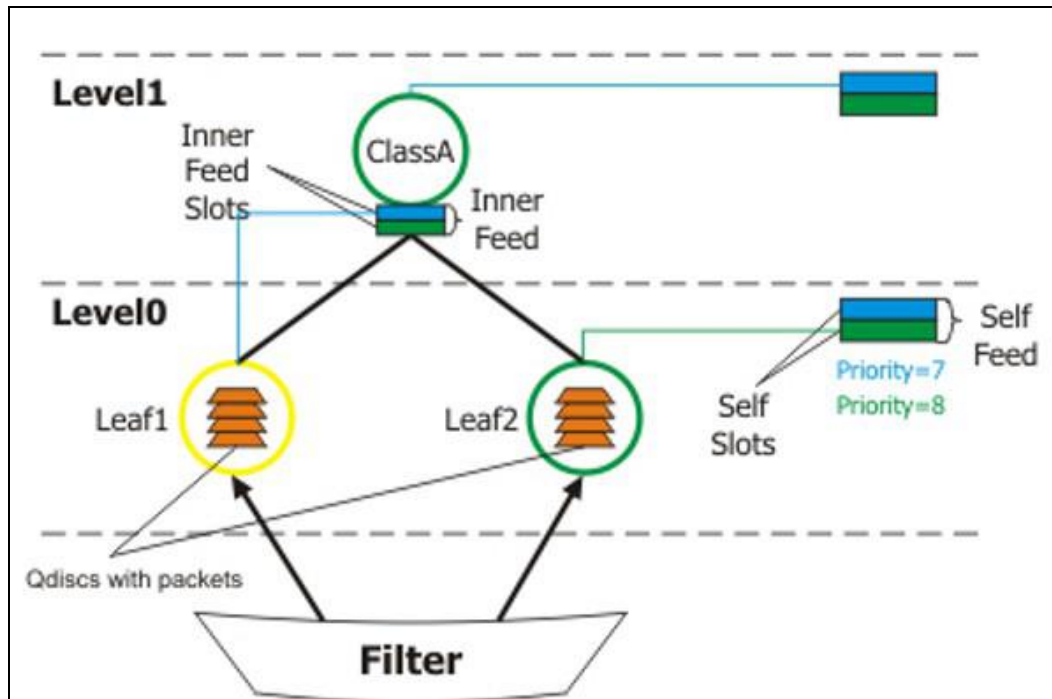 Level1
Inner
Feed
Slots
ClassA
Inner
Feed
Level0
Self
Feed
Priority=7
Priority=8
Leaf1
Leaf2
Self
Slots
Qdiscs with packets
Filter